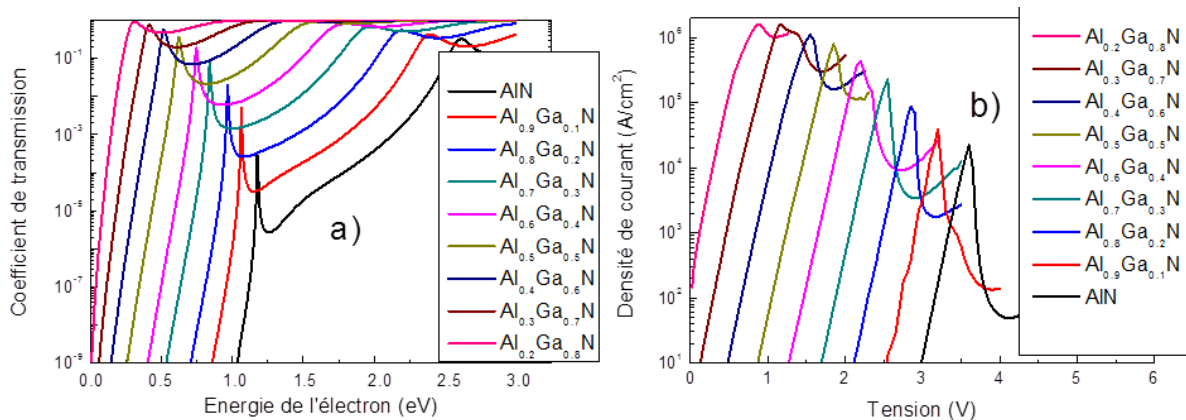 Coefficient de transmission
10⁻¹
10⁻³
10⁻⁵
10⁻⁷
10⁻⁹
0.0 0.5 1.0 1.5 2.0 2.5 3.0
Energie de l'électron (eV)
a)
AlN
Al0.9Ga0.1N
Al0.8Ga0.2N
Al0.7Ga0.3N
Al0.6Ga0.4N
Al0.5Ga0.5N
Al0.4Ga0.6N
Al0.3Ga0.7N
Al0.2Ga0.8N
Densité de courant (A/cm²)
10⁶
10⁵
10⁴
10³
10²
10¹
0 1 2 3 4 5 6
Tension (V)
b)
Al0.2Ga0.8N
Al0.3Ga0.7N
Al0.4Ga0.6N
Al0.5Ga0.5N
Al0.6Ga0.4N
Al0.7Ga0.3N
Al0.8Ga0.2N
Al0.9Ga0.1N
AlN